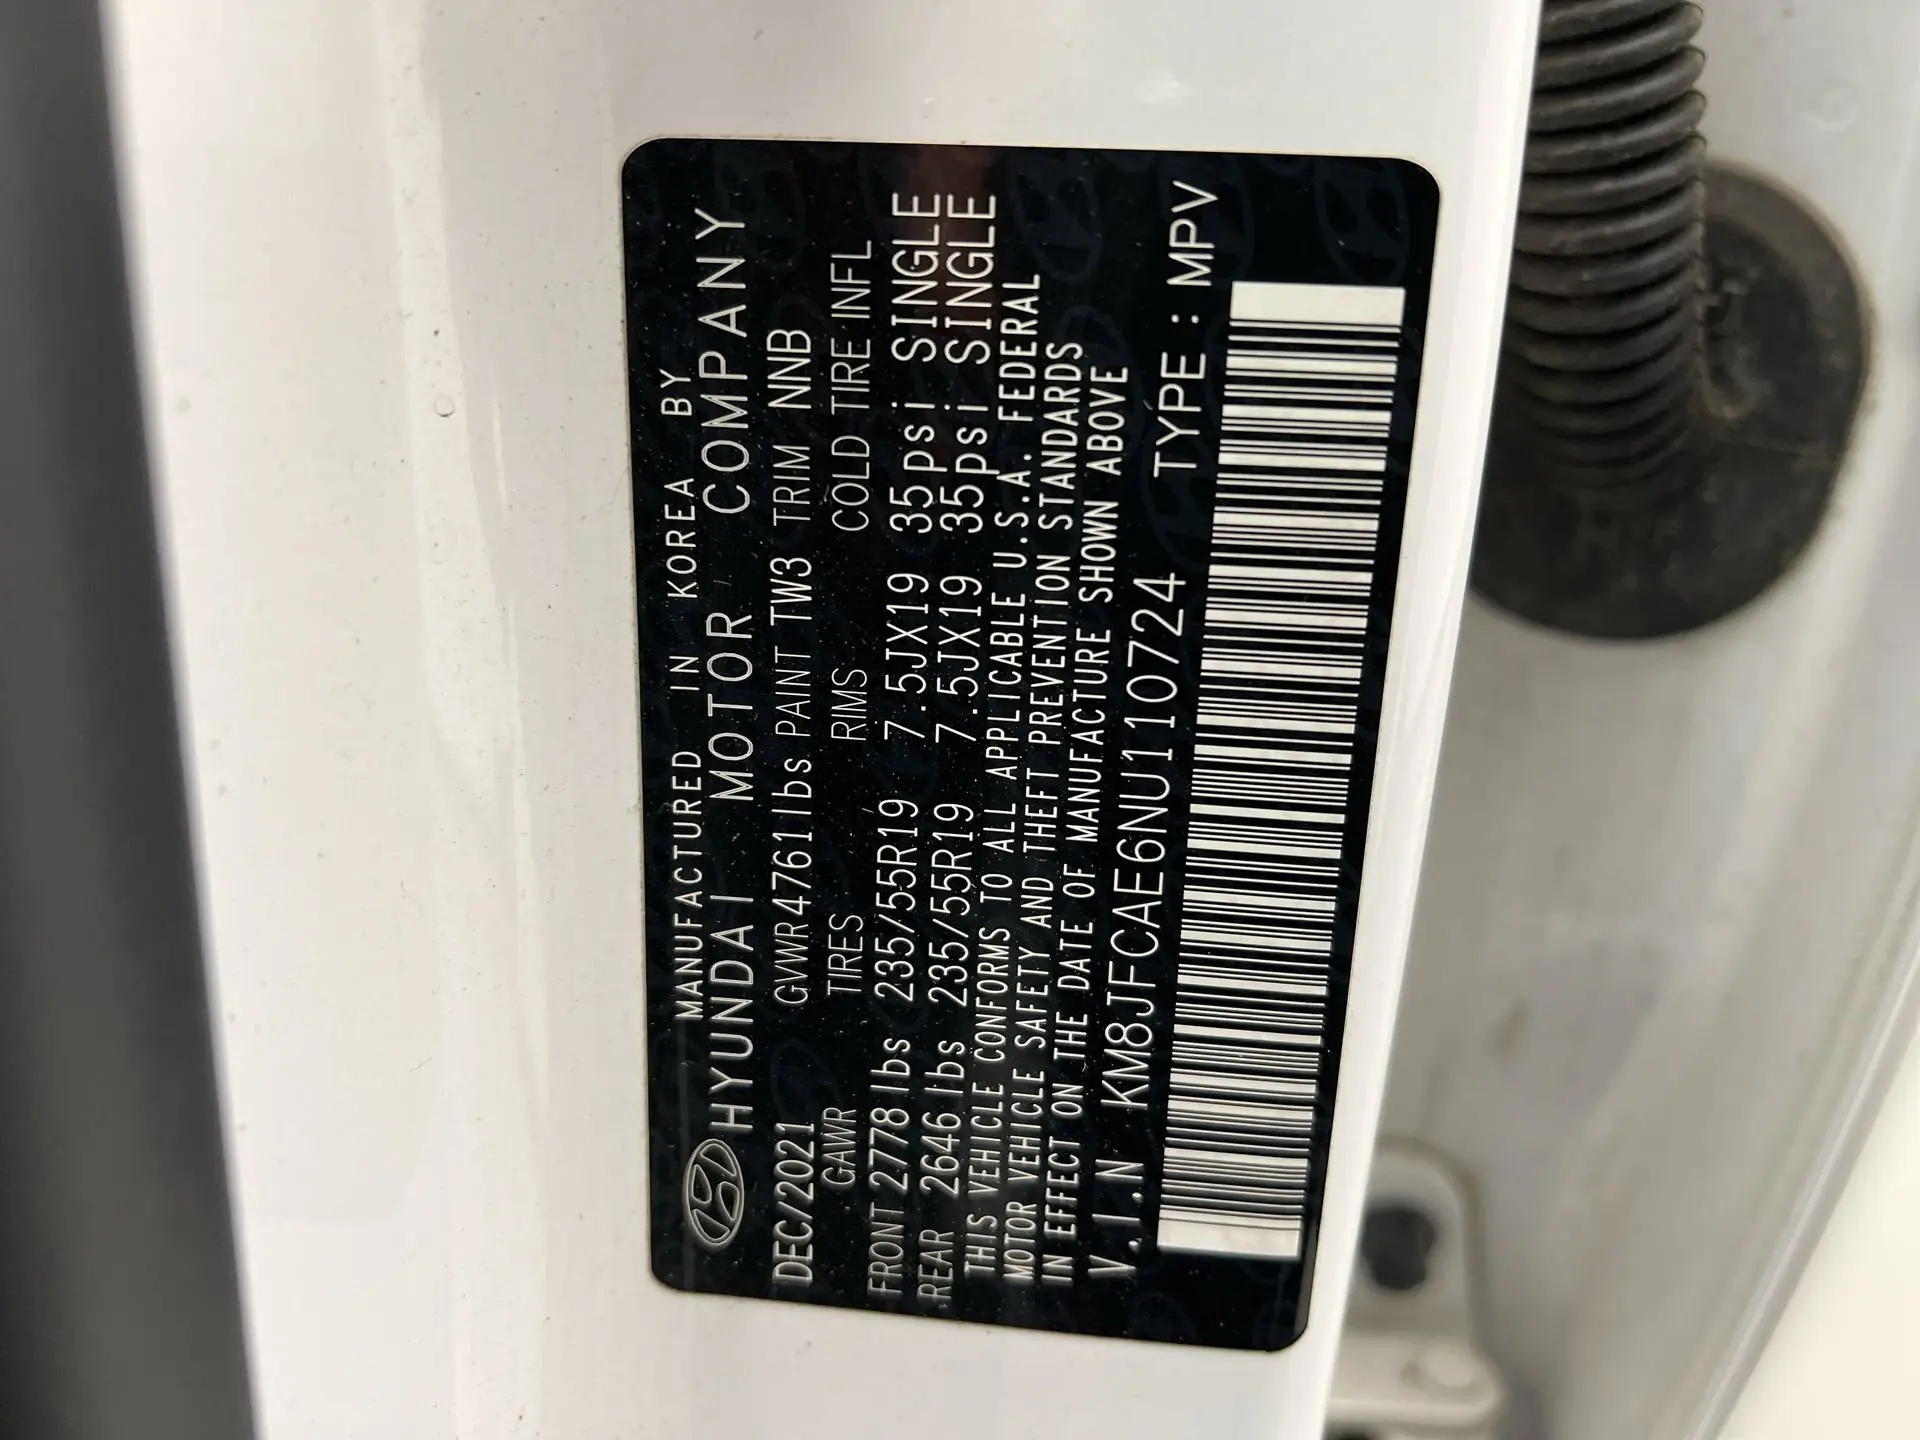 MANUFACTURED IN KOREA BY
HYUNDAI MOTOR COMPANY
DEC/2021 GVWR4761lbs PAINT TW3 TRIM NNB
GAWR TIRES RIMS COLD TIRE INFL
FRONT 2778 lbs 235/55R19 7.5JX19 35psi SINGLE
REAR 2646 lbs 235/55R19 7.5JX19 35psi SINGLE
THIS VEHICLE CONFORMS TO ALL APPLICABLE U.S.A. FEDERAL
MOTOR VEHICLE SAFETY AND THEFT PREVENTION STANDARDS
IN EFFECT ON THE DATE OF MANUFACTURE SHOWN ABOVE
V.I.N KM8JFCAE6NU110724 TYPE : MPV